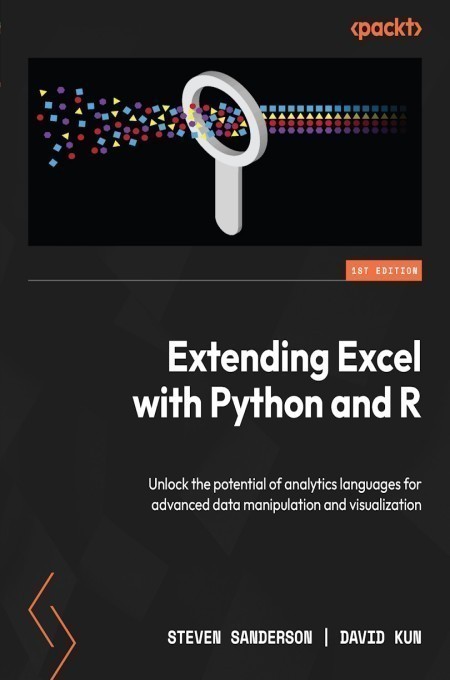 <packt>
1ST EDITION
Extending Excel
with Python and R
Unlock the potential of analytics languages for
advanced data manipulation and visualization
STEVEN SANDERSON | DAVID KUN